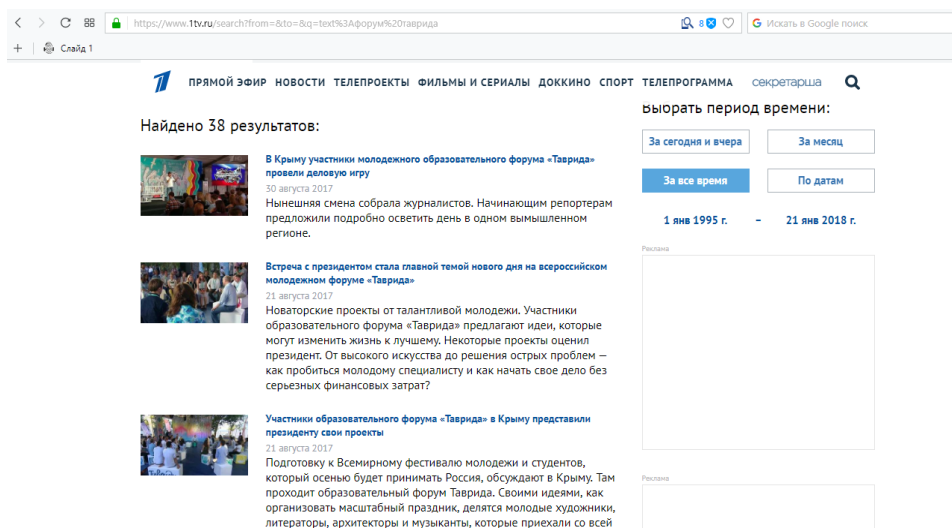 https://www.1tv.ru/search?from=&to=&q=text%3Aфорум%20таврида
8
G Искать в Google поиск
Слайд 1
ПРЯМОЙ ЭФИР НОВОСТИ ТЕЛЕПРОЕКТЫ ФИЛЬМЫ И СЕРИАЛЫ ДОККИНО СПОРТ ТЕЛЕПРОГРАММА секретарша
Найдено 38 результатов:
В Крыму участники молодежного образовательного форума «Таврида»
провели деловую игру
30 августа 2017
Нынешняя смена собрала журналистов. Начинающим репортерам
предложили подробно осветить день в одном вымышленном
регионе.
Встреча с президентом стала главной темой нового дня на всероссийском
молодежном форуме «Таврида»
21 августа 2017
Новаторские проекты от талантливой молодежи. Участники
образовательного форума «Таврида» предлагают идеи, которые
могут изменить жизнь к лучшему. Некоторые проекты оценил
президент. От высокого искусства до решения острых проблем —
как пробиться молодому специалисту и как начать свое дело без
серьезных финансовых затрат?
Участники образовательного форума «Таврида» в Крыму представили
президенту свои проекты
21 августа 2017
Подготовку к Всемирному фестивалю молодежи и студентов,
который осенью будет принимать Россия, обсуждают в Крыму. Там
проходит образовательный форум Таврида. Своими идеями, как
организовать масштабный праздник, делятся молодые художники,
литераторы, архитекторы и музыканты, которые приехали со всей
Выбрать период времени:
За сегодня и вчера За месяц
За все время По датам
1 янв 1995 г. – 21 янв 2018 г.
Реклама
Реклама